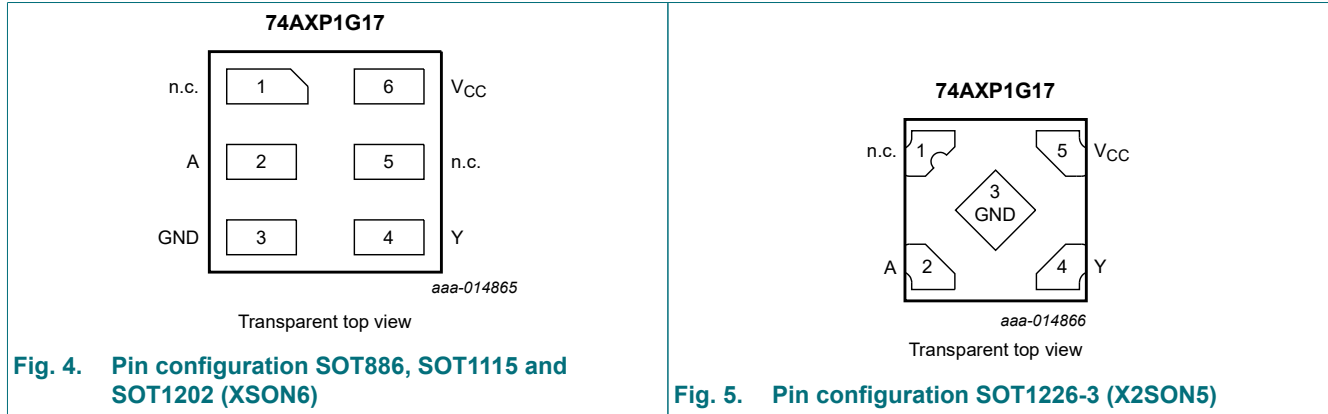 74AXP1G17
n.c. 1 6 VCC
A 2 5 n.c.
GND 3 4 Y
aaa-014865
Transparent top view
Fig. 4. Pin configuration SOT886, SOT1115 and
SOT1202 (XSON6)
74AXP1G17
n.c. 1 5 VCC
3
GND
A 2 4 Y
aaa-014866
Transparent top view
Fig. 5. Pin configuration SOT1226-3 (X2SON5)